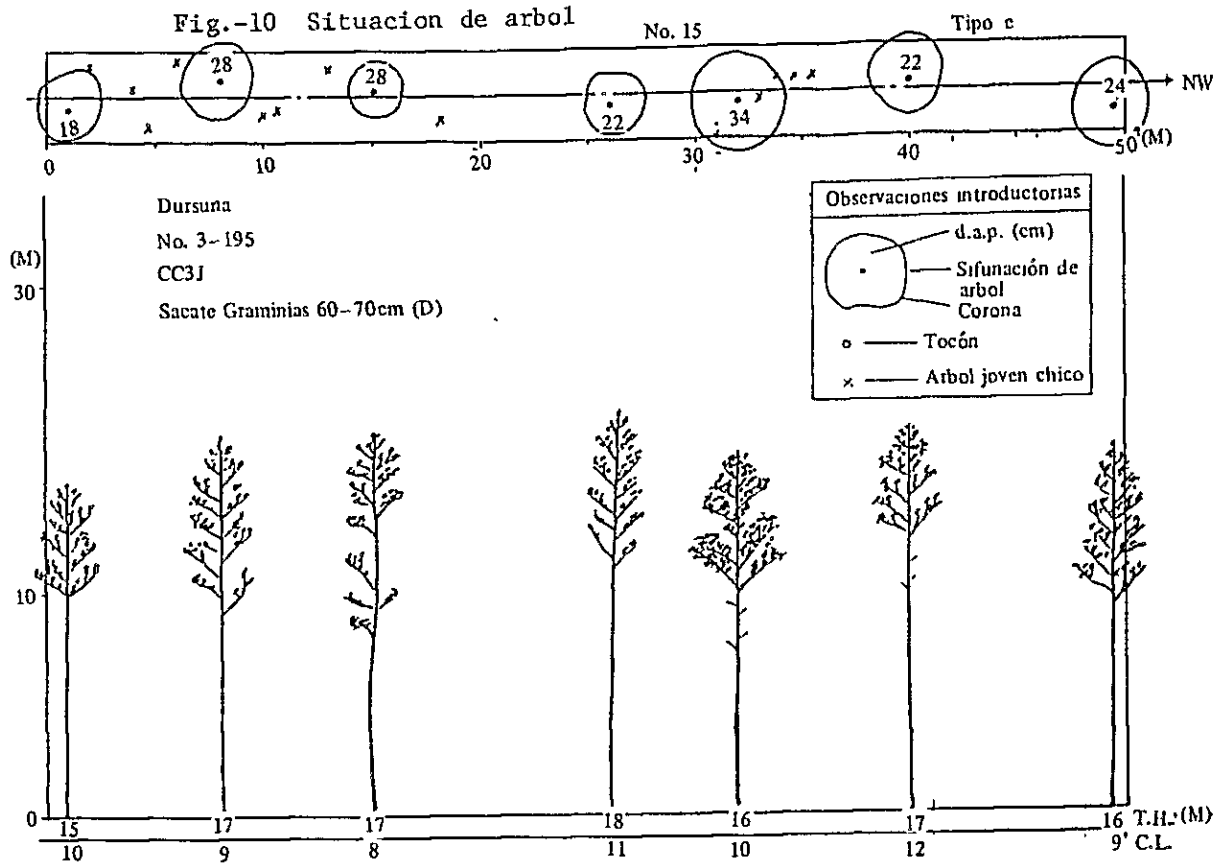 Fig.-10 Situacion de arbol
No. 15
Tipo c
28
28
22
18
22
34
24
NW
0
10
20
30
40
50 (M)
Dursuna
No. 3-195
CC3J
Sacate Graminias 60-70cm (D)
Observaciones introductorias
d.a.p. (cm)
Sifunación de
arbol
Corona
Tocón
Arbol joven chico
(M)
30
10
0
15 17 17 18 16 17 16 T.H. (M)
10 9 8 11 10 12 9 C.L.